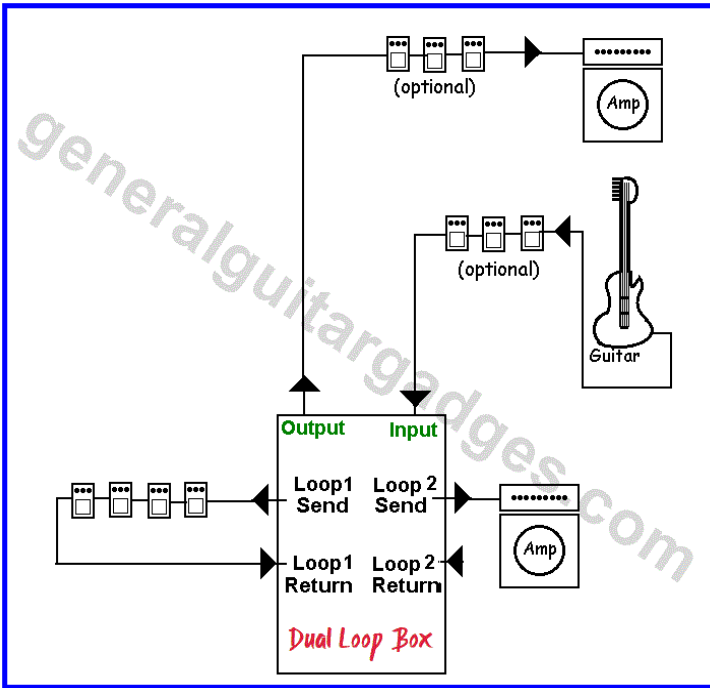 (optional)
Amp
(optional)
Guitar
generalguitargadges.com
Output Input
Loop1 Send
Loop 2 Send
Amp
Loop1 Return
Loop 2 Return
Dual Loop Box